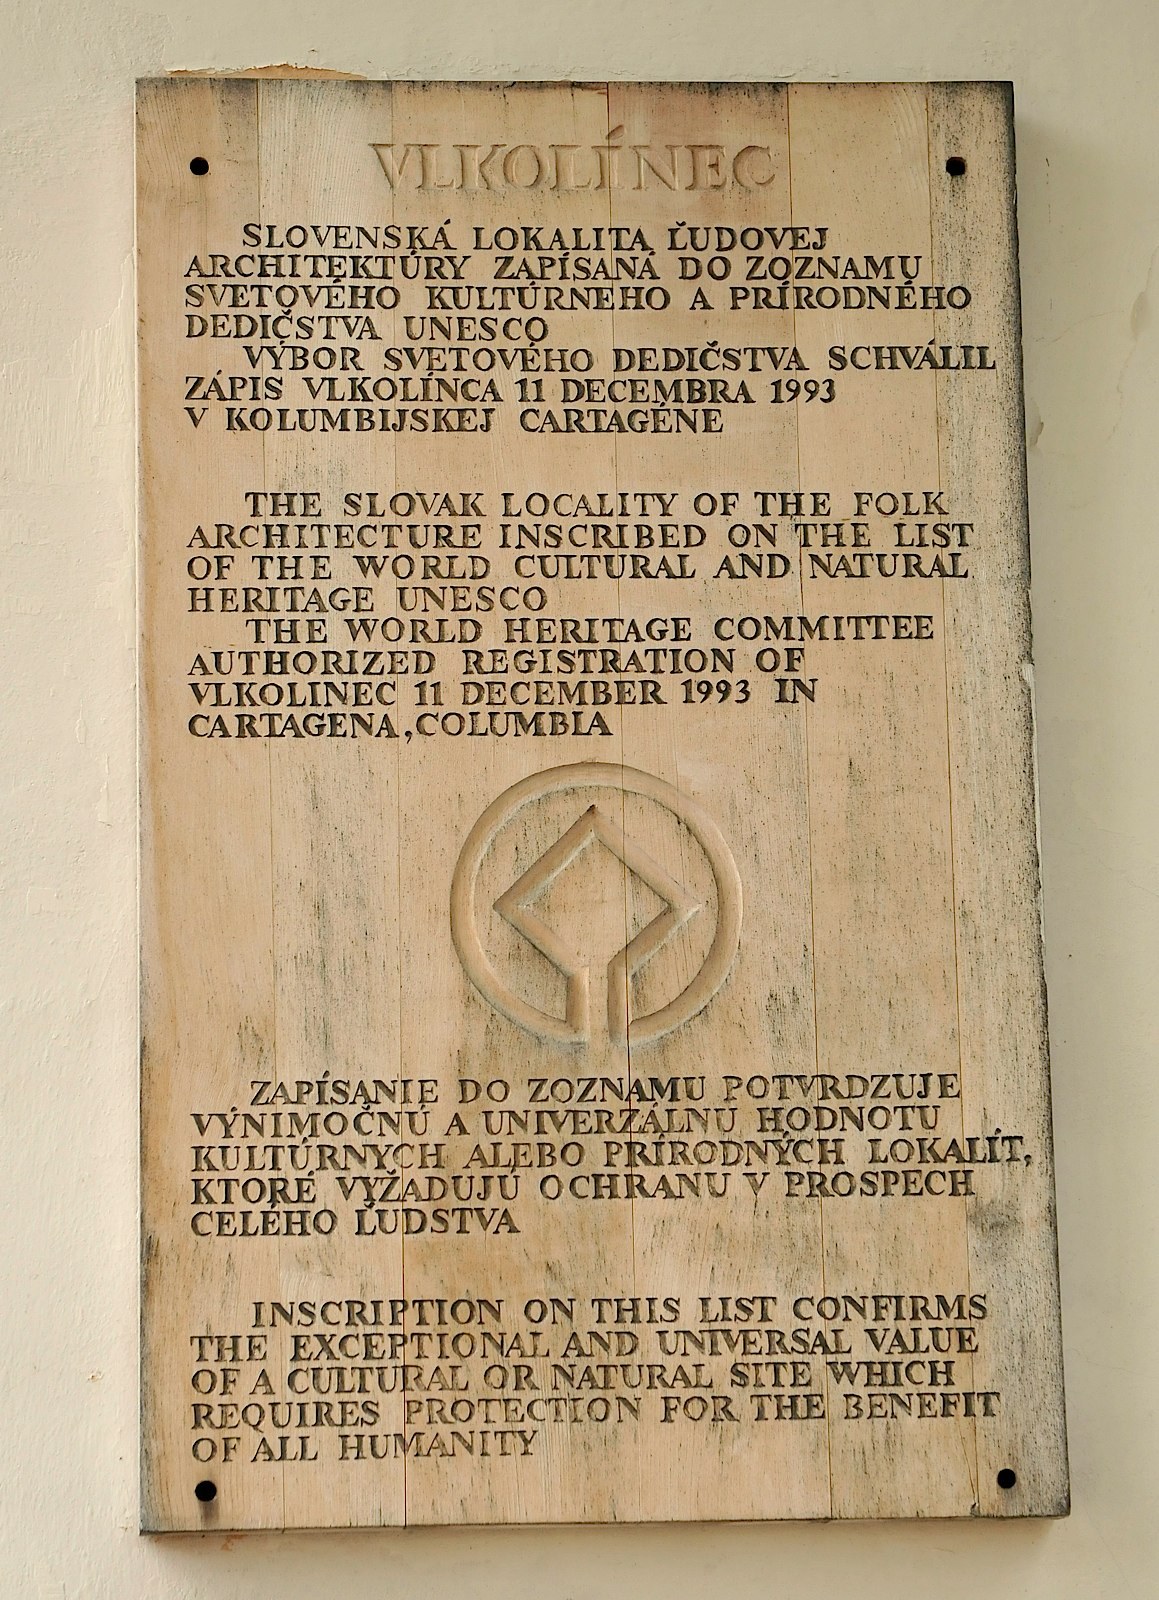 VLKOLÍNEC
SLOVENSKÁ LOKALITA ĽUDOVEJ
ARCHITEKTÚRY ZAPÍSANÁ DO ZOZNAMU
SVETOVÉHO KULTÚRNEHO A PRÍRODNÉHO
DEDIČSTVA UNESCO
VÝBOR SVETOVÉHO DEDIČSTVA SCHVÁLIL
ZÁPIS VLKOLÍNCA 11 DECEMBRA 1993
V KOLUMBIJSKEJ CARTAGÉNE
THE SLOVAK LOCALITY OF THE FOLK
ARCHITECTURE INSCRIBED ON THE LIST
OF THE WORLD CULTURAL AND NATURAL
HERITAGE UNESCO
THE WORLD HERITAGE COMMITTEE
AUTHORIZED REGISTRATION OF
VLKOLINEC 11 DECEMBER 1993 IN
CARTAGENA, COLUMBIA
ZAPÍSANIE DO ZOZNAMU POTVRDZUJE
VÝNIMOČNÚ A UNIVERZÁLNU HODNOTU
KULTÚRNYCH ALEBO PRÍRODNÝCH LOKALÍT,
KTORÉ VYŽADUJÚ OCHRANU V PROSPECH
CELÉHO ĽUDSTVA
INSCRIPTION ON THIS LIST CONFIRMS
THE EXCEPTIONAL AND UNIVERSAL VALUE
OF A CULTURAL OR NATURAL SITE WHICH
REQUIRES PROTECTION FOR THE BENEFIT
OF ALL HUMANITY